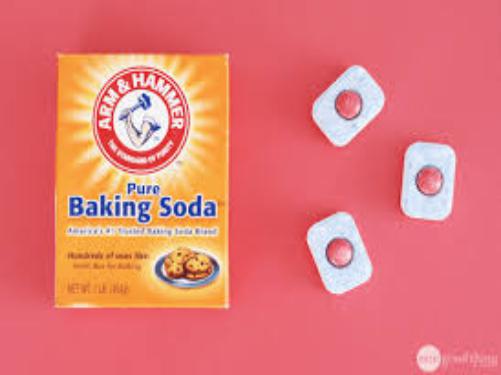 ARM & HAMMER
THE STANDARD OF PURITY
Pure
Baking Soda
America's #1 Trusted Baking Soda Brand
Hundreds of uses like:
NET WT. 1 LB